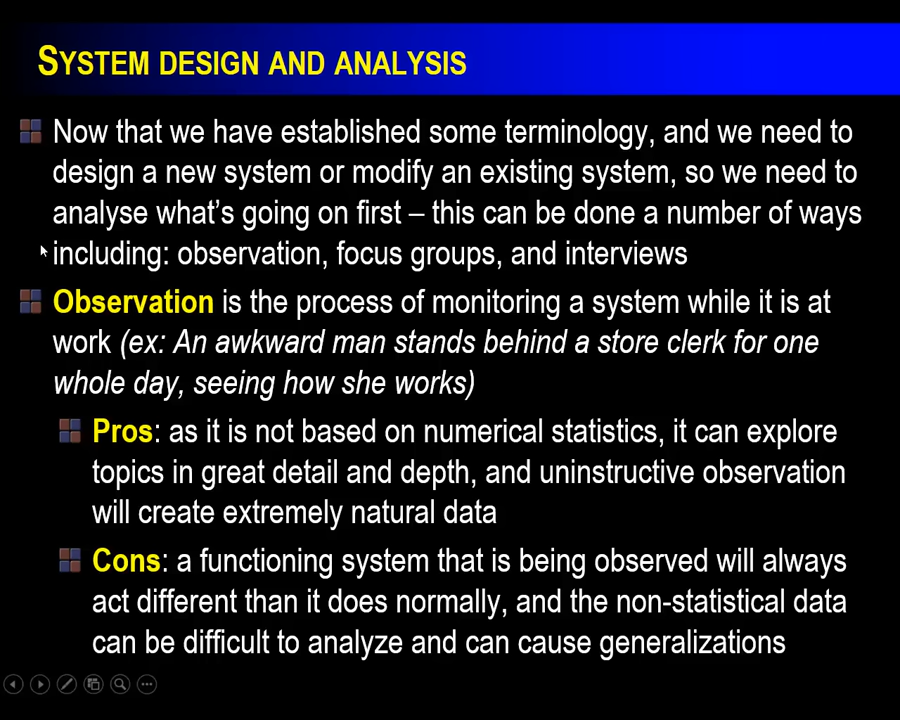 SYSTEM DESIGN AND ANALYSIS
Now that we have established some terminology, and we need to
design a new system or modify an existing system, so we need to
analyse what's going on first – this can be done a number of ways
including: observation, focus groups, and interviews
Observation is the process of monitoring a system while it is at
work (ex: An awkward man stands behind a store clerk for one
whole day, seeing how she works)
Pros: as it is not based on numerical statistics, it can explore
topics in great detail and depth, and uninstructive observation
will create extremely natural data
Cons: a functioning system that is being observed will always
act different than it does normally, and the non-statistical data
can be difficult to analyze and can cause generalizations